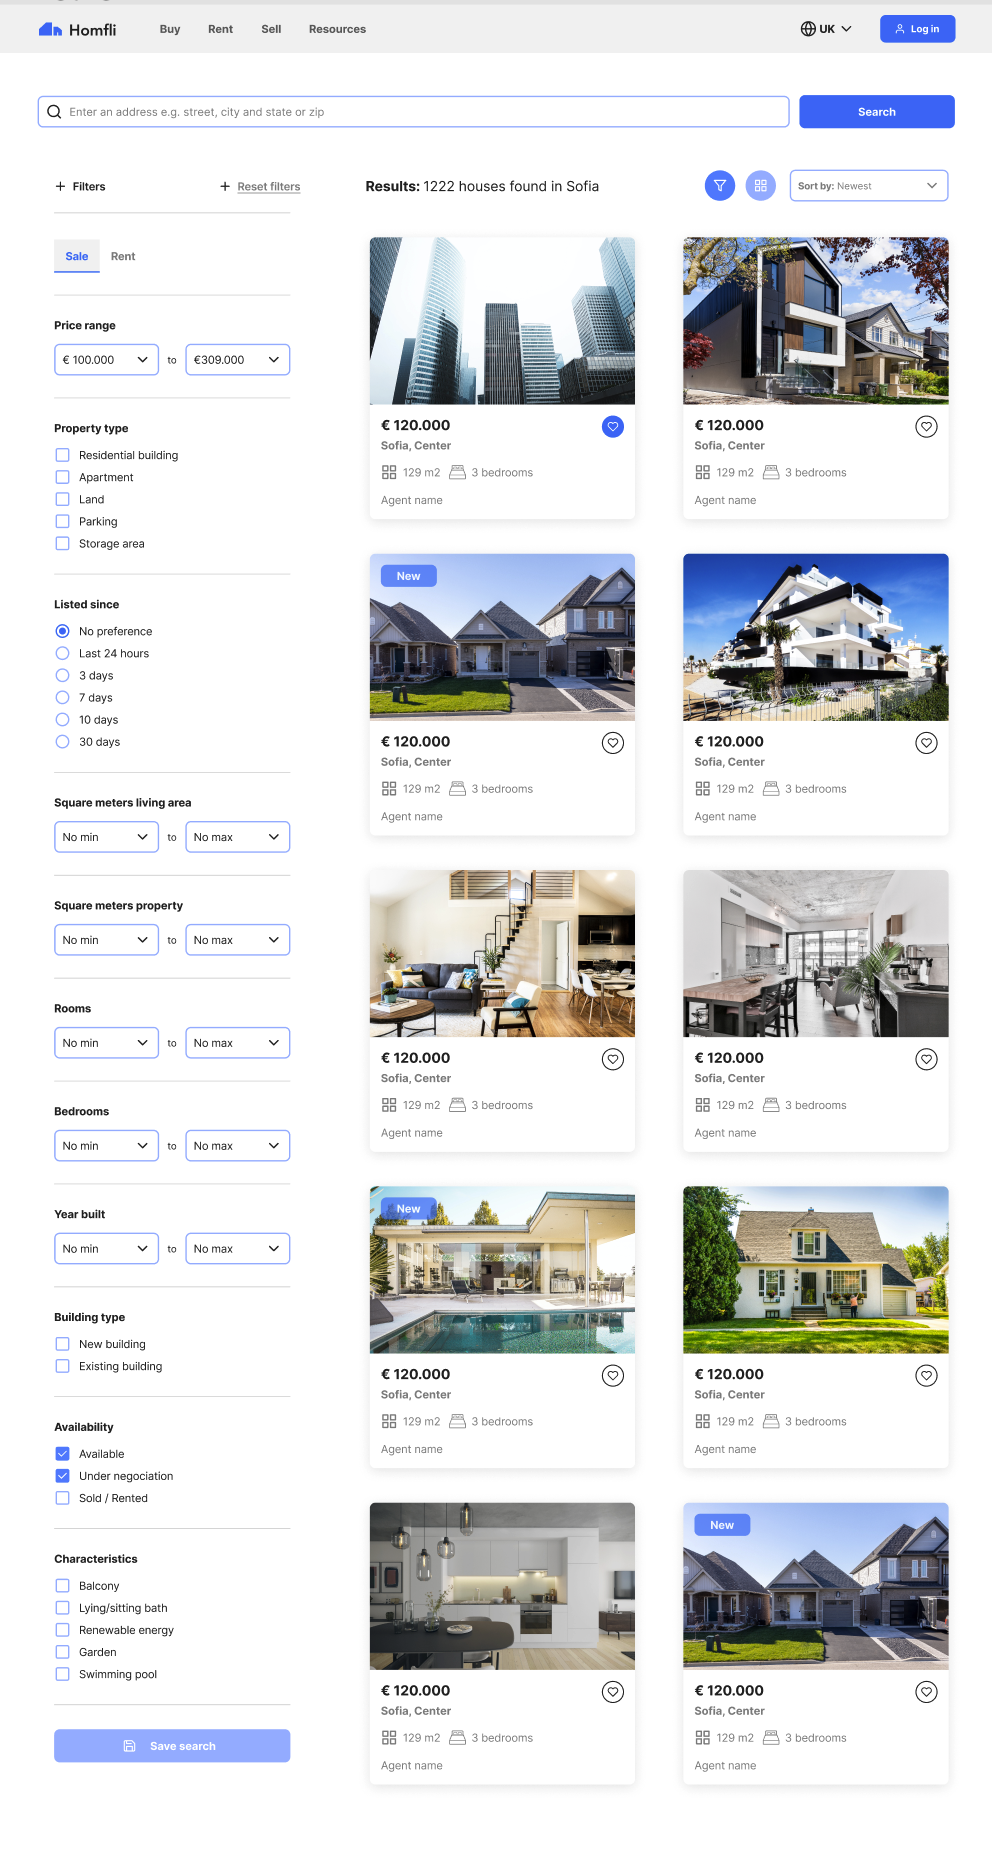 Homfli
Buy Rent Sell Resources
UK
Log in
Enter an address e.g. street, city and state or zip
Search
Filters
Reset filters
Sale Rent
Price range
€ 100.000 to €309.000
Property type
Residential building
Apartment
Land
Parking
Storage area
Listed since
No preference
Last 24 hours
3 days
7 days
10 days
30 days
Square meters living area
No min to No max
Square meters property
No min to No max
Rooms
No min to No max
Bedrooms
No min to No max
Year built
No min to No max
Building type
New building
Existing building
Availability
Available
Under negociation
Sold / Rented
Characteristics
Balcony
Lying/sitting bath
Renewable energy
Garden
Swimming pool
Save search
Results: 1222 houses found in Sofia
Sort by: Newest
€ 120.000
Sofia, Center
129 m2 3 bedrooms
Agent name
€ 120.000
Sofia, Center
129 m2 3 bedrooms
Agent name
New
€ 120.000
Sofia, Center
129 m2 3 bedrooms
Agent name
€ 120.000
Sofia, Center
129 m2 3 bedrooms
Agent name
€ 120.000
Sofia, Center
129 m2 3 bedrooms
Agent name
€ 120.000
Sofia, Center
129 m2 3 bedrooms
Agent name
New
€ 120.000
Sofia, Center
129 m2 3 bedrooms
Agent name
€ 120.000
Sofia, Center
129 m2 3 bedrooms
Agent name
€ 120.000
Sofia, Center
129 m2 3 bedrooms
Agent name
New
€ 120.000
Sofia, Center
129 m2 3 bedrooms
Agent name